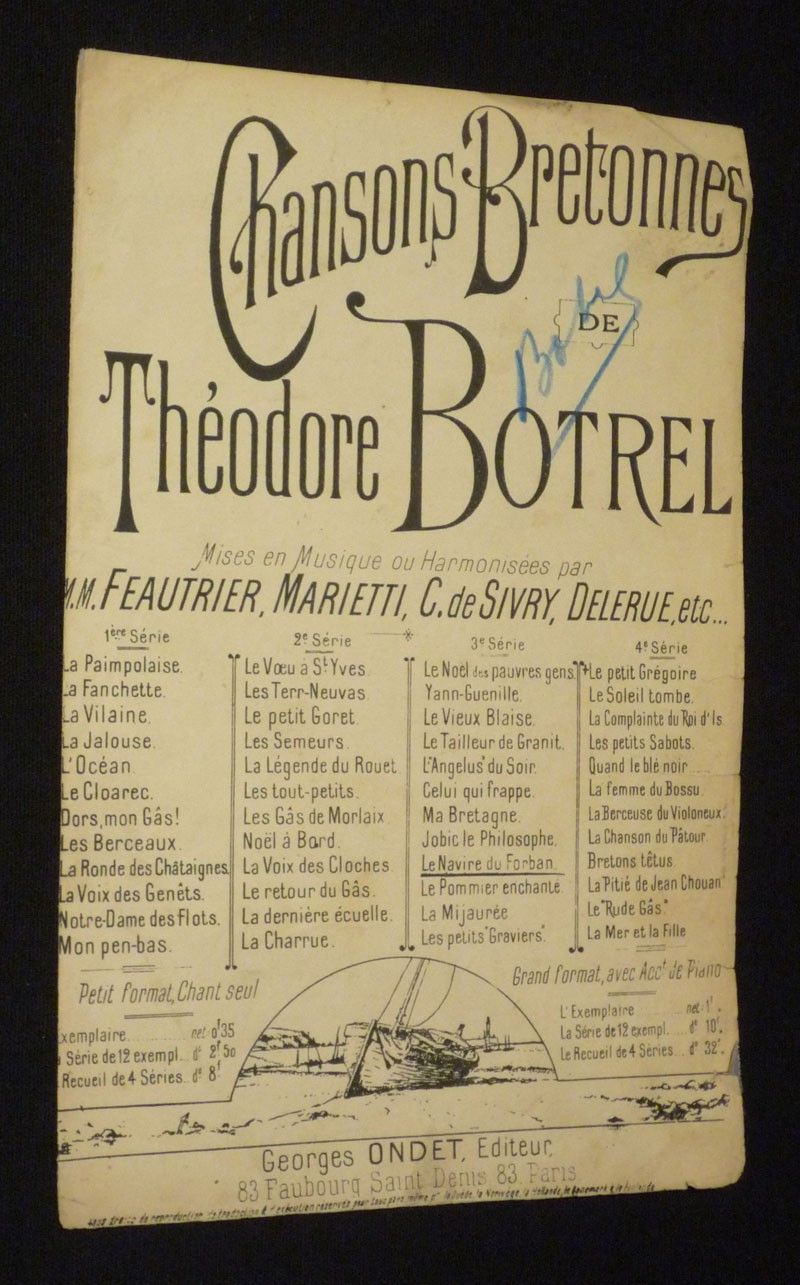 Chansons Bretonnes
DE
Théodore BOTREL
Mises en Musique ou Harmonisées par
M.M. FEAUTRIER, MARIETTI, C. de SIVRY, DELERUE, etc...
1ère Série
La Paimpolaise.
La Fanchette.
La Vilaine.
La Jalouse.
L'Océan
Le Cloarec.
Dors, mon Gâs!
Les Berceaux.
La Ronde des Châtaignes.
La Voix des Genêts.
Notre-Dame des Flots.
Mon pen-bas.
2e Série
Le Vœu à St Yves
Les Terr-Neuvas
Le petit Goret.
Les Semeurs.
La Légende du Rouet
Les tout-petits.
Les Gâs de Morlaix
Noël à Bord.
La Voix des Cloches
Le retour du Gâs.
La dernière écuelle.
La Charrue.
3e Série
Le Noël des pauvres gens.
Yann-Guenille.
Le Vieux Blaise
Le Tailleur de Granit.
L'Angelus du Soir.
Celui qui frappe.
Ma Bretagne.
Jobic le Philosophe.
Le Navire du Forban.
Le Pommier enchanté
La Mijaurée
Les petits "Graviers".
4e Série
Le petit Grégoire
Le Soleil tombe.
La Complainte du Roi d'Is
Les petits Sabots.
Quand le blé noir.....
La femme du Bossu
La Berceuse du Violoneux.
La Chanson du Pâtour.
Bretons têtus
La "Pitié de Jean Chouan"
Le "Rude Gâs"
La Mer et la Fille
Petit format, Chant seul
xemplaire net 0f35
Série de 12 exempl. do 2f50
Recueil de 4 Séries. do 8f
Grand format, avec Acct de Piano
L'Exemplaire net 1f.
La Série de 12 exempl. do 10f.
Le Recueil de 4 Séries.. do 32f.
Georges ONDET, Editeur,
83 Faubourg Saint Denis 83. Paris